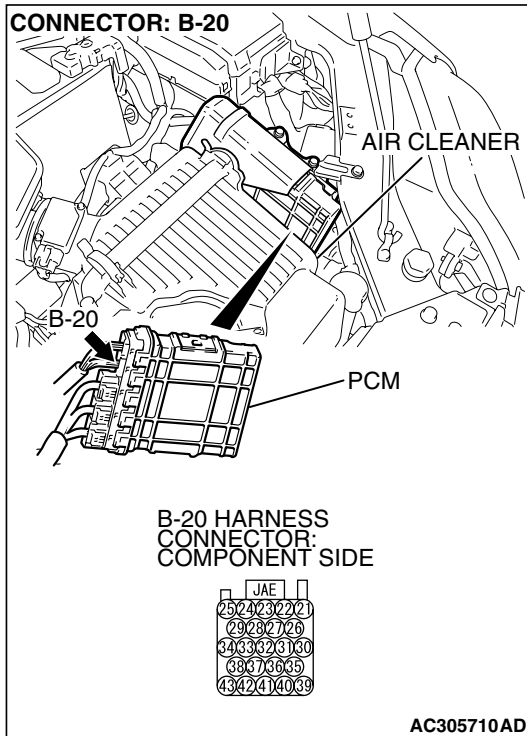 CONNECTOR: B-20
AIR CLEANER
B-20
PCM
B-20 HARNESS
CONNECTOR:
COMPONENT SIDE
JAE
25 24 23 22 21
29 28 27 26
34 33 32 31 30
38 37 36 35
43 42 41 40 39
AC305710AD